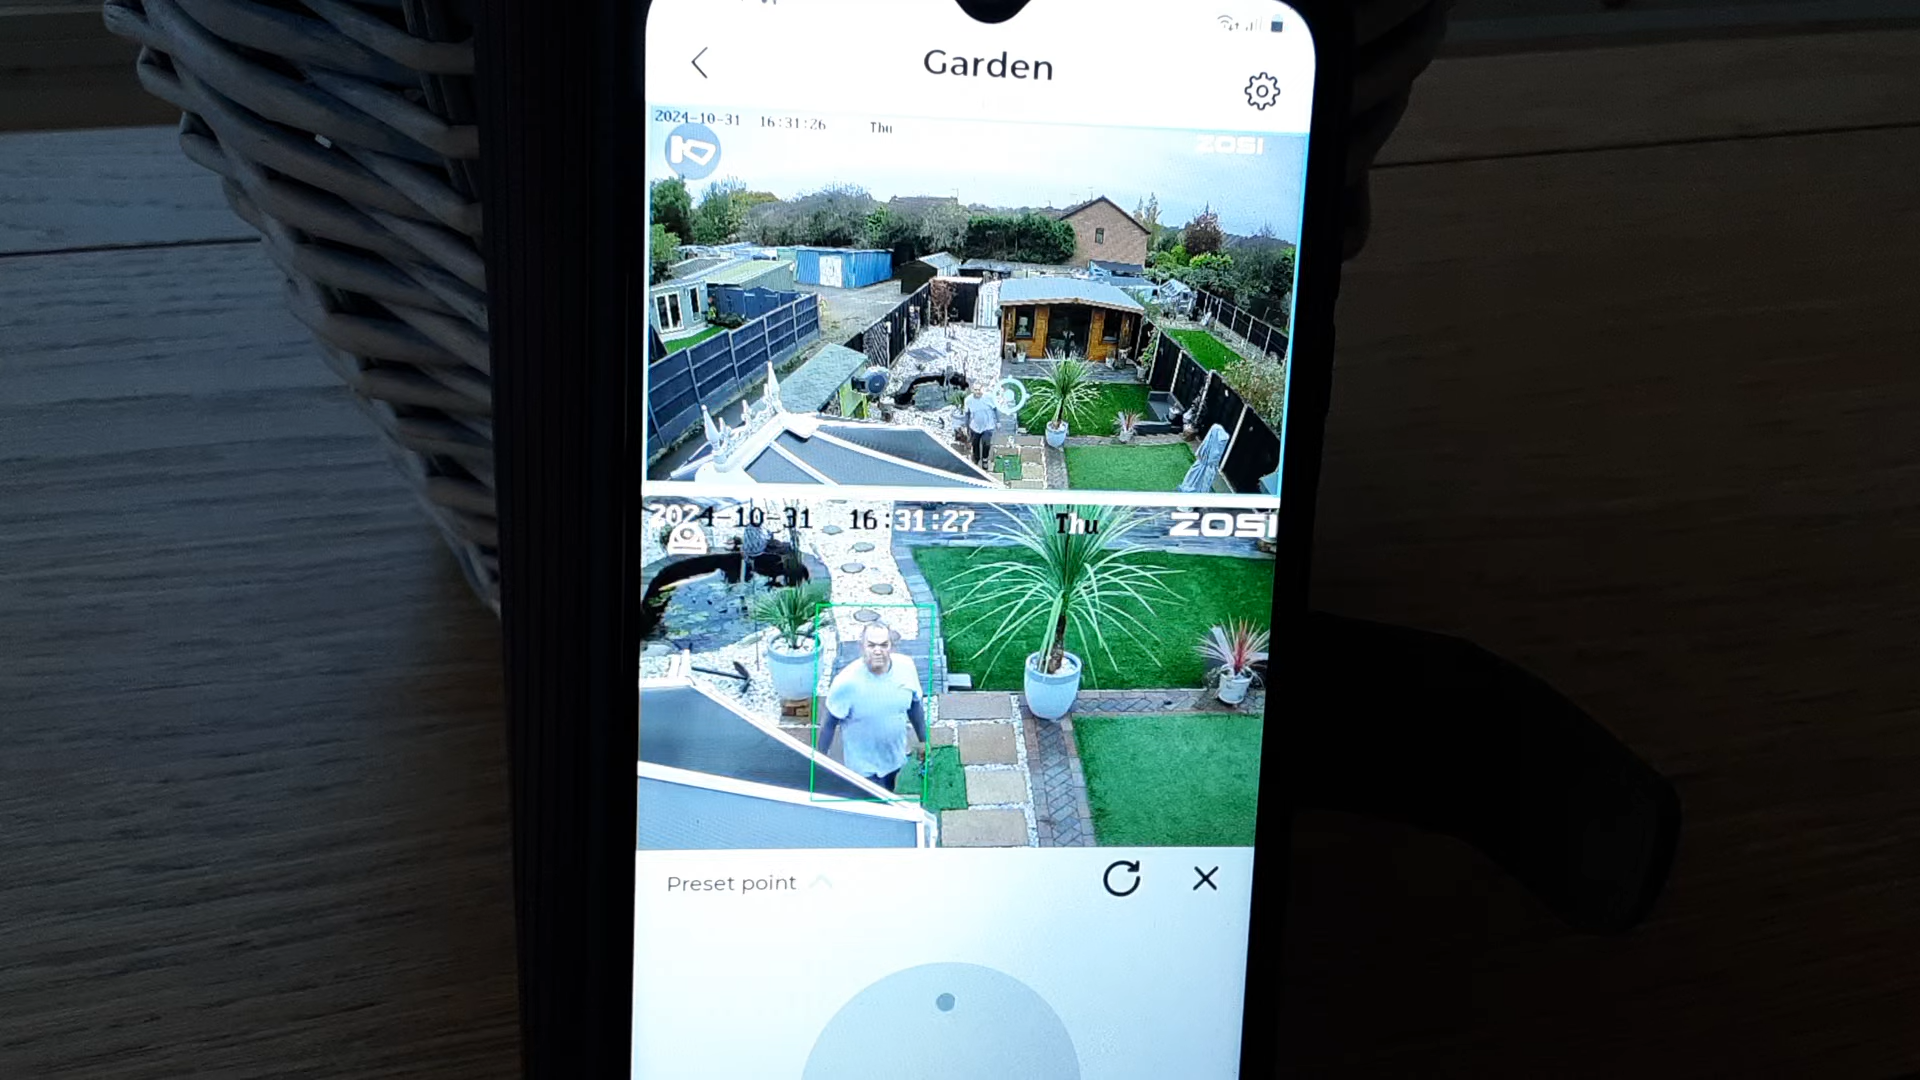 Garden
2024-10-31 16:31:26 Thu
ZOSI
2024-10-31 16:31:27 Thu
ZOSI
Preset point